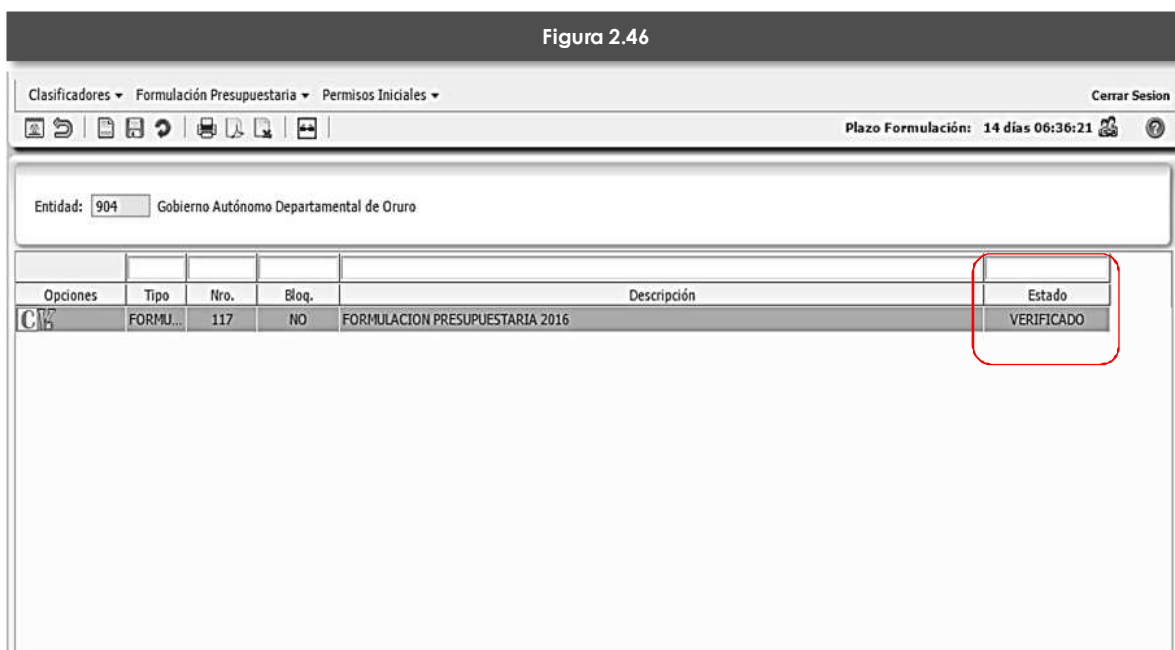 Figura 2.46
Clasificadores Formulación Presupuestaria Permisos Iniciales Cerrar Sesion
Plazo Formulación: 14 días 06:36:21
Entidad: 904 Gobierno Autónomo Departamental de Oruro
Opciones Tipo Nro. Bloq. Descripción Estado
C V FORMU... 117 NO FORMULACION PRESUPUESTARIA 2016 VERIFICADO